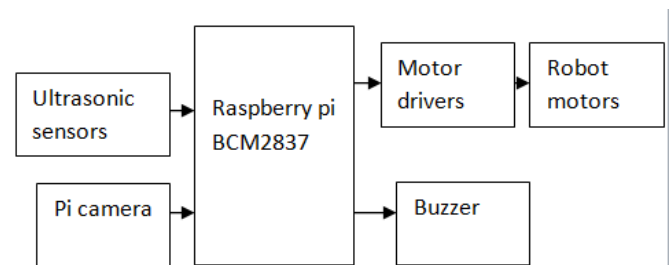 Ultrasonic
sensors
Pi camera
Raspberry pi
BCM2837
Motor
drivers
Robot
motors
Buzzer